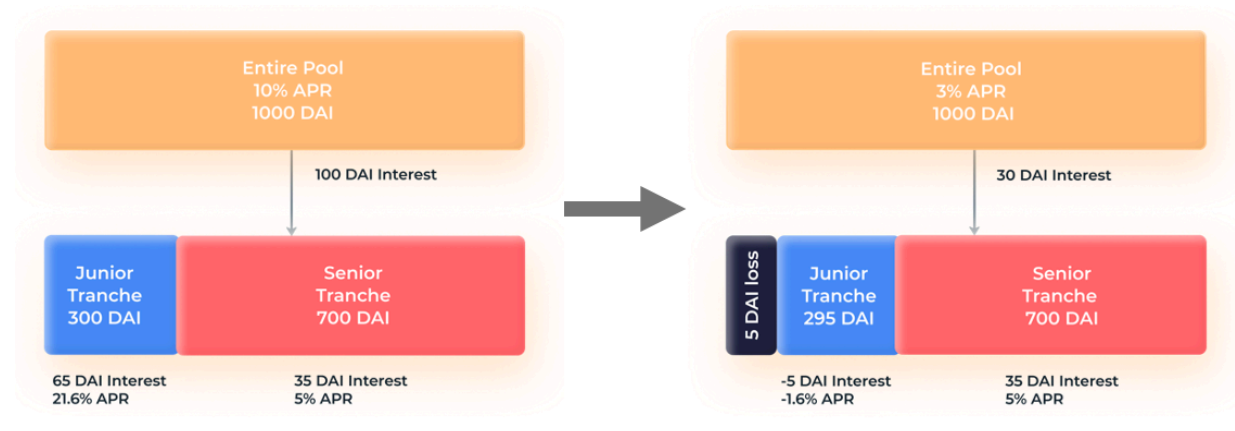 Entire Pool
10% APR
1000 DAI
100 DAI Interest
Junior
Tranche
300 DAI
Senior
Tranche
700 DAI
65 DAI Interest
21.6% APR
35 DAI Interest
5% APR
Entire Pool
3% APR
1000 DAI
30 DAI Interest
5 DAI loss
Junior
Tranche
295 DAI
Senior
Tranche
700 DAI
-5 DAI Interest
-1.6% APR
35 DAI Interest
5% APR